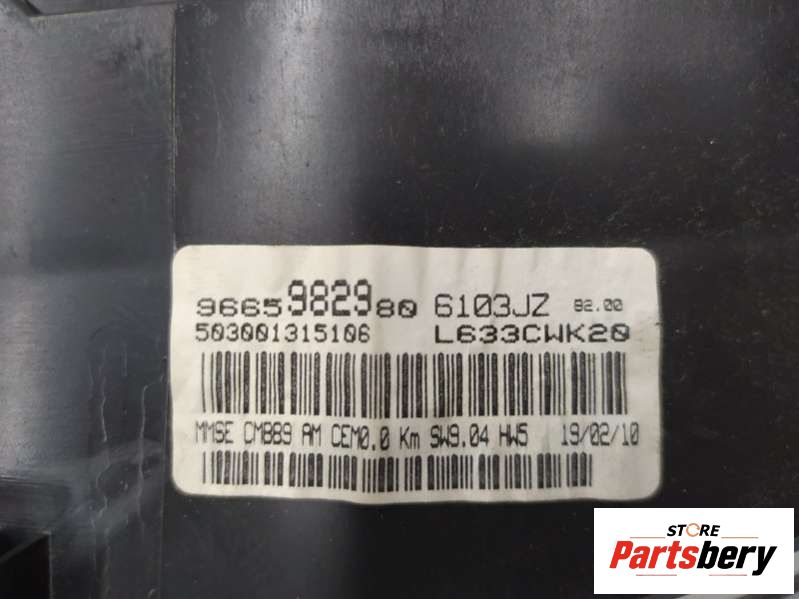 9665982980 6103JZ 82.00
503001315106 L633CWK20
MMSE CM889 AM CEM0.0 Km SW9.04 HW5 19/02/10
STORE
Partsbery